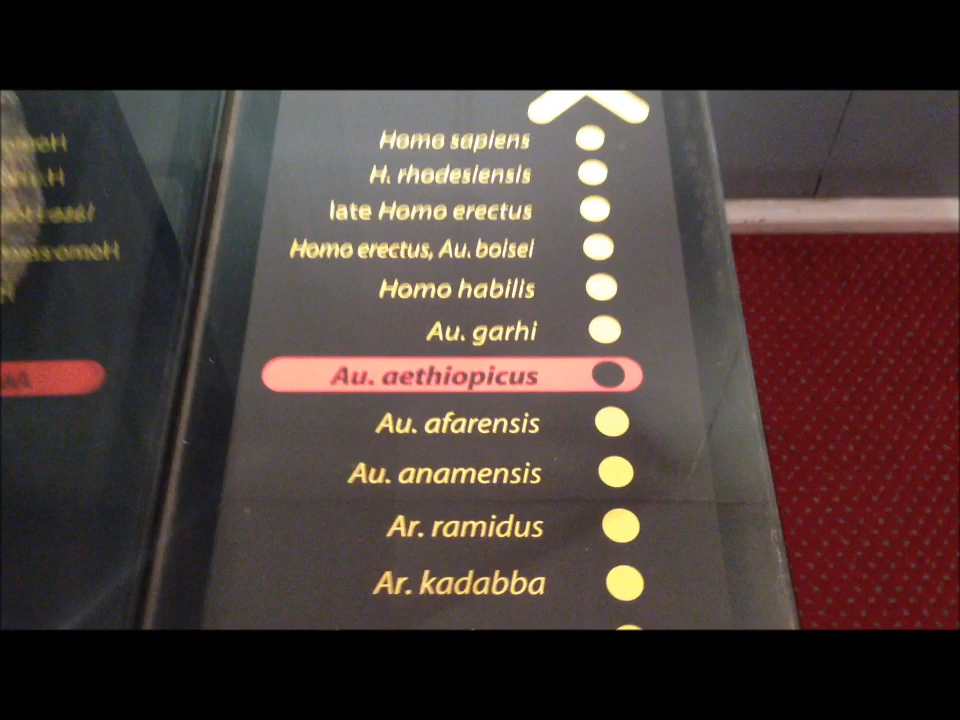 Homo sapiens
H. rhodesiensis
late Homo erectus
Homo erectus, Au. boisei
Homo habilis
Au. garhi
Au. aethiopicus
Au. afarensis
Au. anamensis
Ar. ramidus
Ar. kadabba